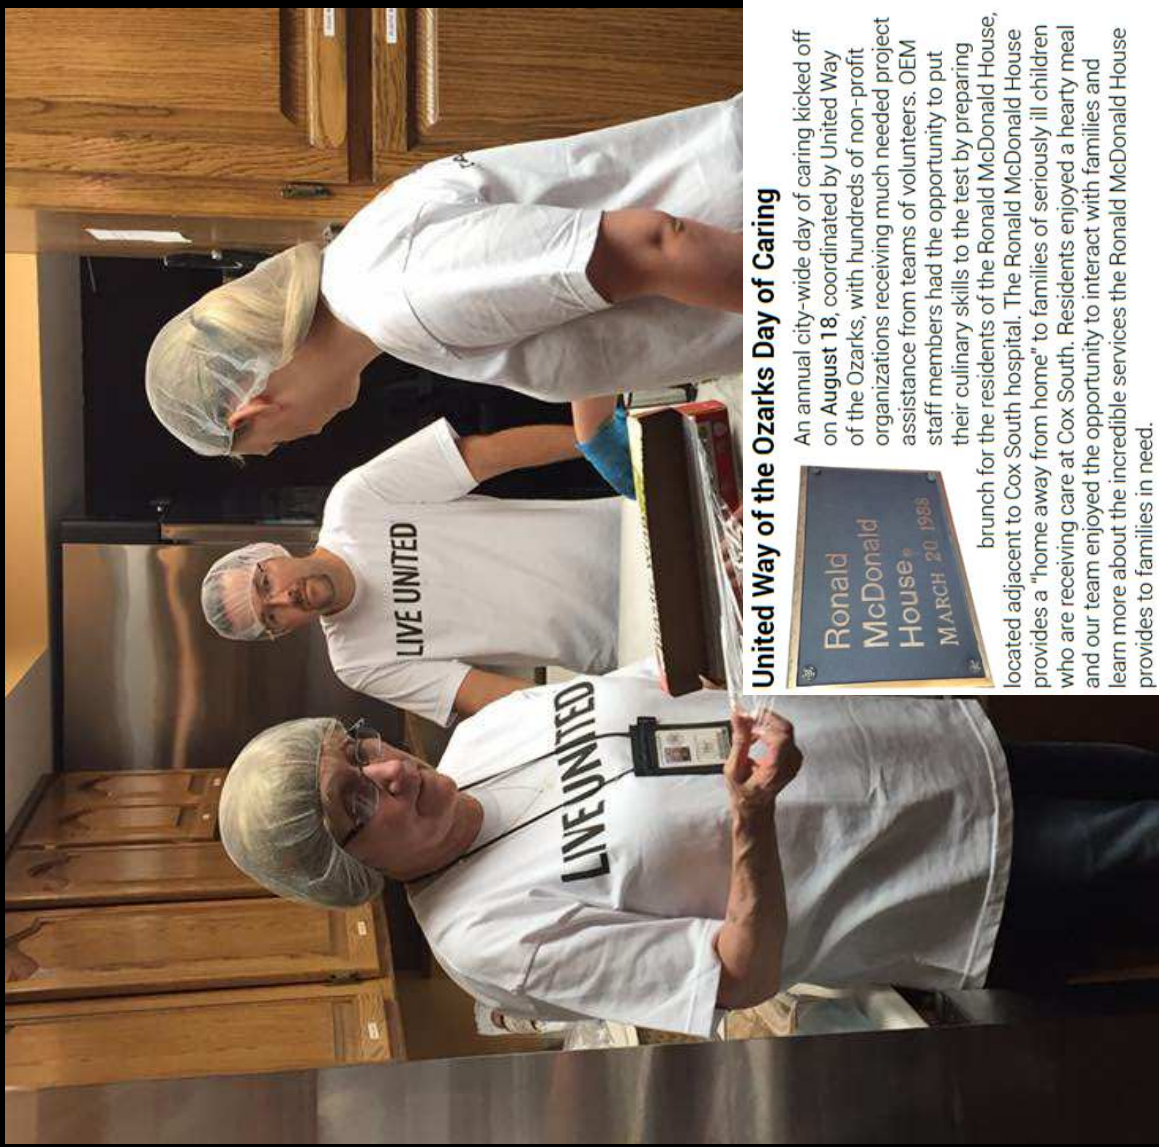 LIVE UNITED
LIVE UNITED
United Way of the Ozarks Day of Caring
An annual city-wide day of caring kicked off
on August 18, coordinated by United Way
of the Ozarks, with hundreds of non-profit
organizations receiving much needed project
assistance from teams of volunteers. OEM
staff members had the opportunity to put
their culinary skills to the test by preparing
brunch for the residents of the Ronald McDonald House,
located adjacent to Cox South hospital. The Ronald McDonald House
provides a "home away from home" to families of seriously ill children
who are receiving care at Cox South. Residents enjoyed a hearty meal
and our team enjoyed the opportunity to interact with families and
learn more about the incredible services the Ronald McDonald House
provides to families in need.
Ronald
McDonald
House®
MARCH 20 1988